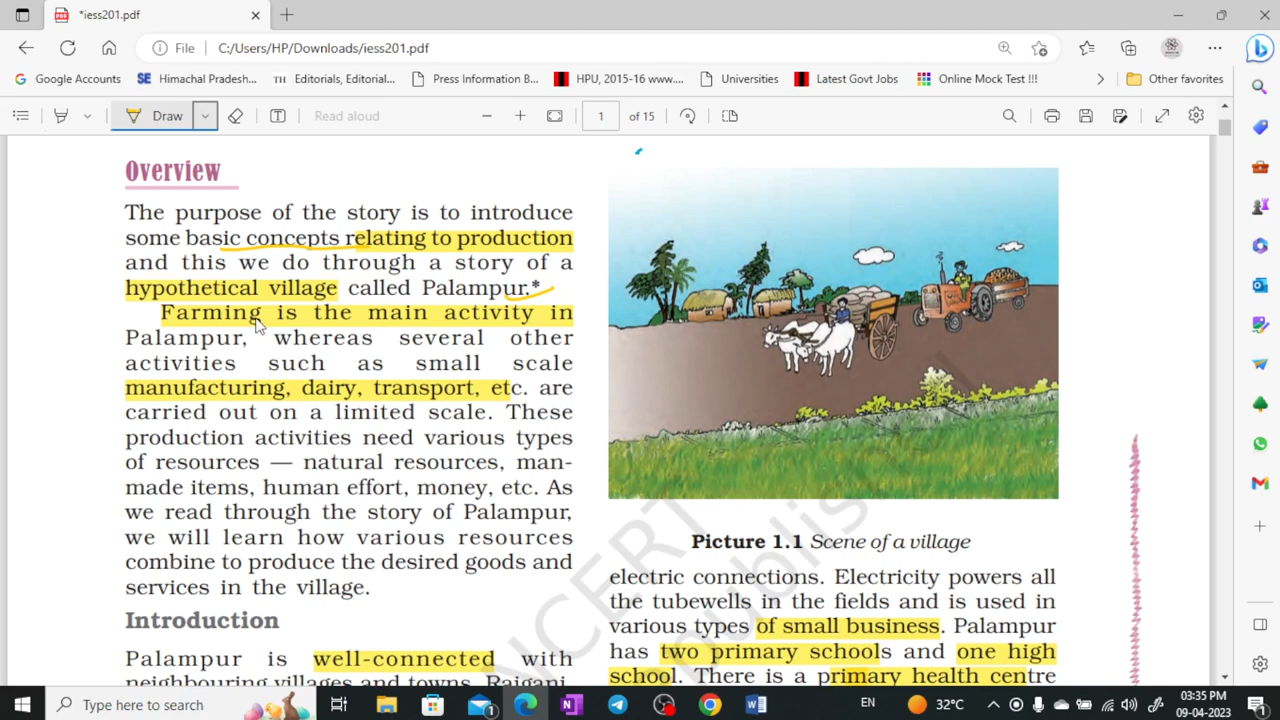 *iess201.pdf
File C:/Users/HP/Downloads/iess201.pdf
Google Accounts Himachal Pradesh... Editorials, Editorial... Press Information B... HPU, 2015-16 www.... Universities Latest Govt Jobs Online Mock Test !!! Other favorites
Draw Read aloud 1 of 15
Overview
The purpose of the story is to introduce
some basic concepts relating to production
and this we do through a story of a
hypothetical village called Palampur.*
Farming is the main activity in
Palampur, whereas several other
activities such as small scale
manufacturing, dairy, transport, etc. are
carried out on a limited scale. These
production activities need various types
of resources — natural resources, man-
made items, human effort, money, etc. As
we read through the story of Palampur,
we will learn how various resources
combine to produce the desired goods and
services in the village.
Introduction
Palampur is well-connected with
neighbouring villages and towns. Raiganj,
Picture 1.1 Scene of a village
electric connections. Electricity powers all
the tubewells in the fields and is used in
various types of small business. Palampur
has two primary schools and one high
school. There is a primary health centre
NCERT
Type here to search
1
EN
32°C
03:35 PM
09-04-2023
1